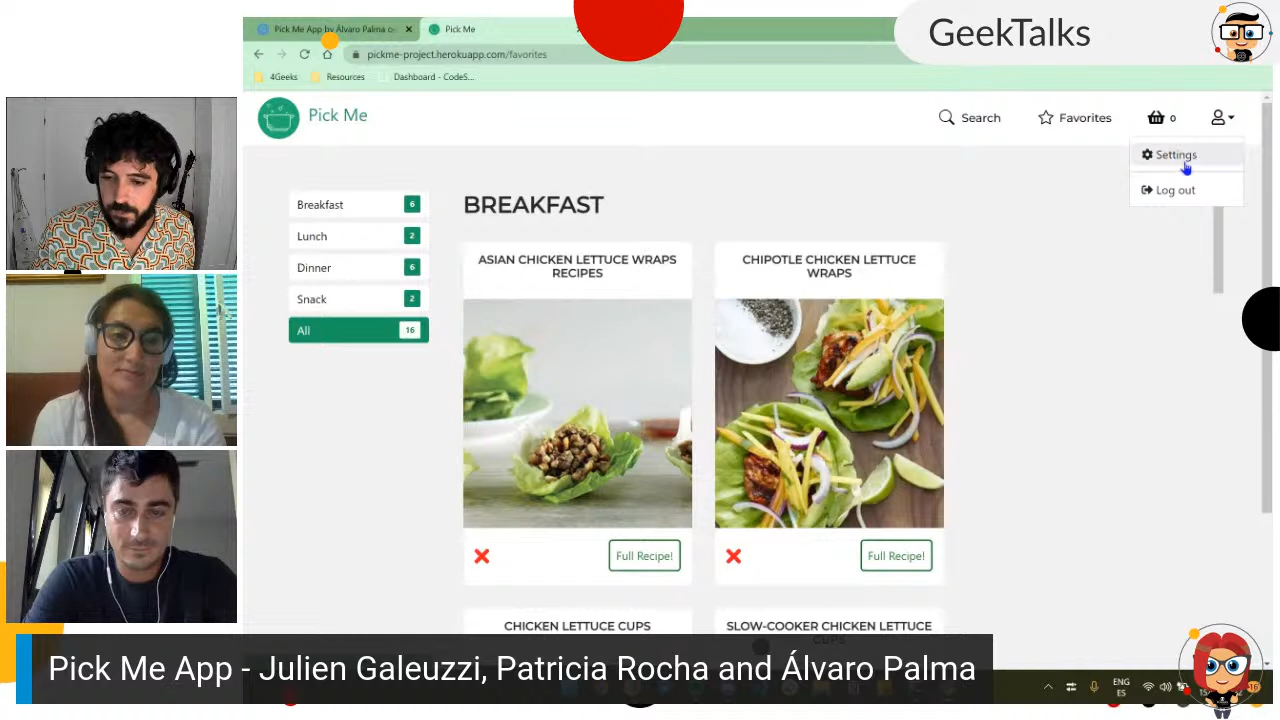 GeekTalks
Pick Me App by Álvaro Palma
Pick Me
pickme-project.herokuapp.com/favorites
4Geeks
Resources
Dashboard - CodeS...
Pick Me
Search
Favorites
0
Settings
Log out
Breakfast 6
Lunch 2
Dinner 6
Snack 2
All 16
BREAKFAST
ASIAN CHICKEN LETTUCE WRAPS
RECIPES
CHIPOTLE CHICKEN LETTUCE
WRAPS
Full Recipe!
Full Recipe!
CHICKEN LETTUCE CUPS
SLOW-COOKER CHICKEN LETTUCE
CUPS
Pick Me App - Julien Galeuzzi, Patricia Rocha and Álvaro Palma
ENG
ES